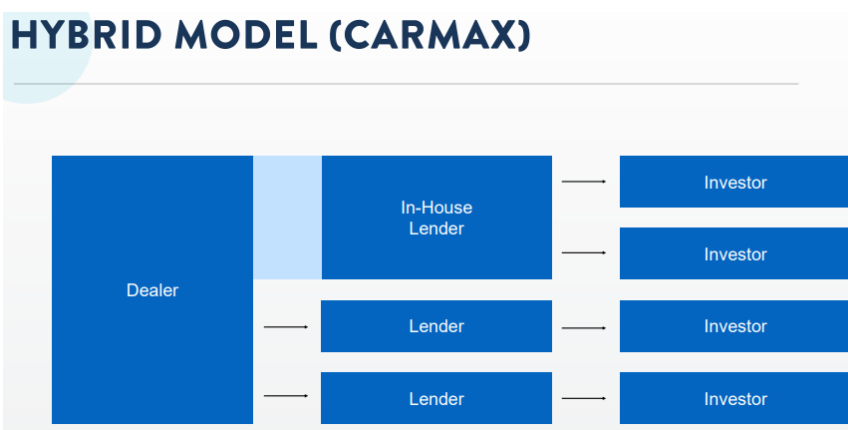 HYBRID MODEL (CARMAX)
Dealer
In-House
Lender
Investor
Investor
Lender
Investor
Lender
Investor